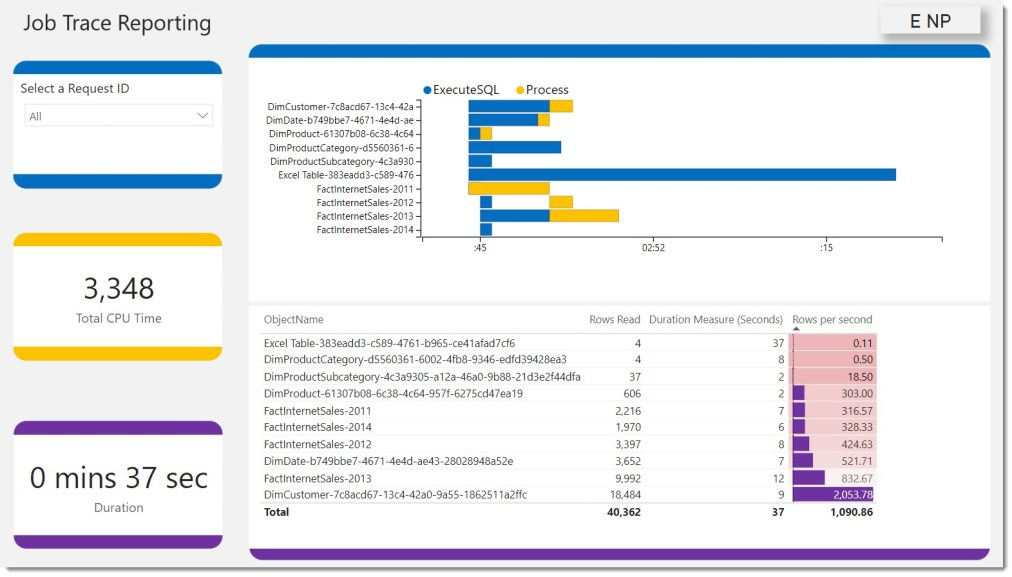 Job Trace Reporting
E NP
Select a Request ID
All
3,348
Total CPU Time
0 mins 37 sec
Duration
ExecuteSQL Process
DimCustomer-7c8acd67-13c4-42a
DimDate-b749bbe7-4671-4e4d-ae
DimProduct-61307b08-6c38-4c64
DimProductCategory-d5560361-6
DimProductSubcategory-4c3a930
Excel Table-383eadd3-c589-476
FactInternetSales-2011
FactInternetSales-2012
FactInternetSales-2013
FactInternetSales-2014
:45 02:52 :15
ObjectName Rows Read Duration Measure (Seconds) Rows per second
Excel Table-383eadd3-c589-4761-b965-ce41afad7cf6 4 37 0.11
DimProductCategory-d5560361-6002-4fb8-9346-edfd39428ea3 4 8 0.50
DimProductSubcategory-4c3a9305-a12a-46a0-9b88-21d3e2f44dfa 37 2 18.50
DimProduct-61307b08-6c38-4c64-957f-6275cd47ea19 606 2 303.00
FactInternetSales-2011 2,216 7 316.57
FactInternetSales-2014 1,970 6 328.33
FactInternetSales-2012 3,397 8 424.63
DimDate-b749bbe7-4671-4e4d-ae43-28028948a52e 3,652 7 521.71
FactInternetSales-2013 9,992 12 832.67
DimCustomer-7c8acd67-13c4-42a0-9a55-1862511a2ffc 18,484 9 2,053.78
Total 40,362 37 1,090.86